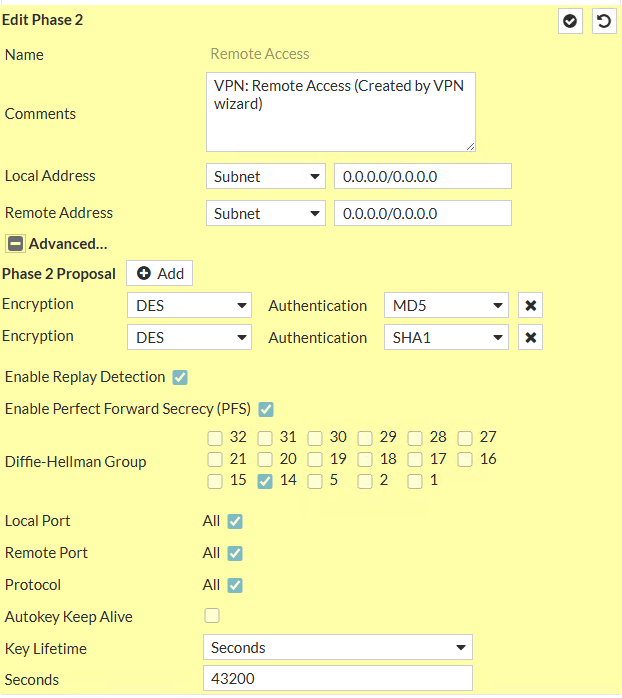 Edit Phase 2
Name Remote Access
Comments VPN: Remote Access (Created by VPN
wizard)
Local Address Subnet 0.0.0.0/0.0.0.0
Remote Address Subnet 0.0.0.0/0.0.0.0
Advanced...
Phase 2 Proposal Add
Encryption DES Authentication MD5
Encryption DES Authentication SHA1
Enable Replay Detection
Enable Perfect Forward Secrecy (PFS)
32 31 30 29 28 27
Diffie-Hellman Group 21 20 19 18 17 16
15 14 5 2 1
Local Port All
Remote Port All
Protocol All
Autokey Keep Alive
Key Lifetime Seconds
Seconds 43200